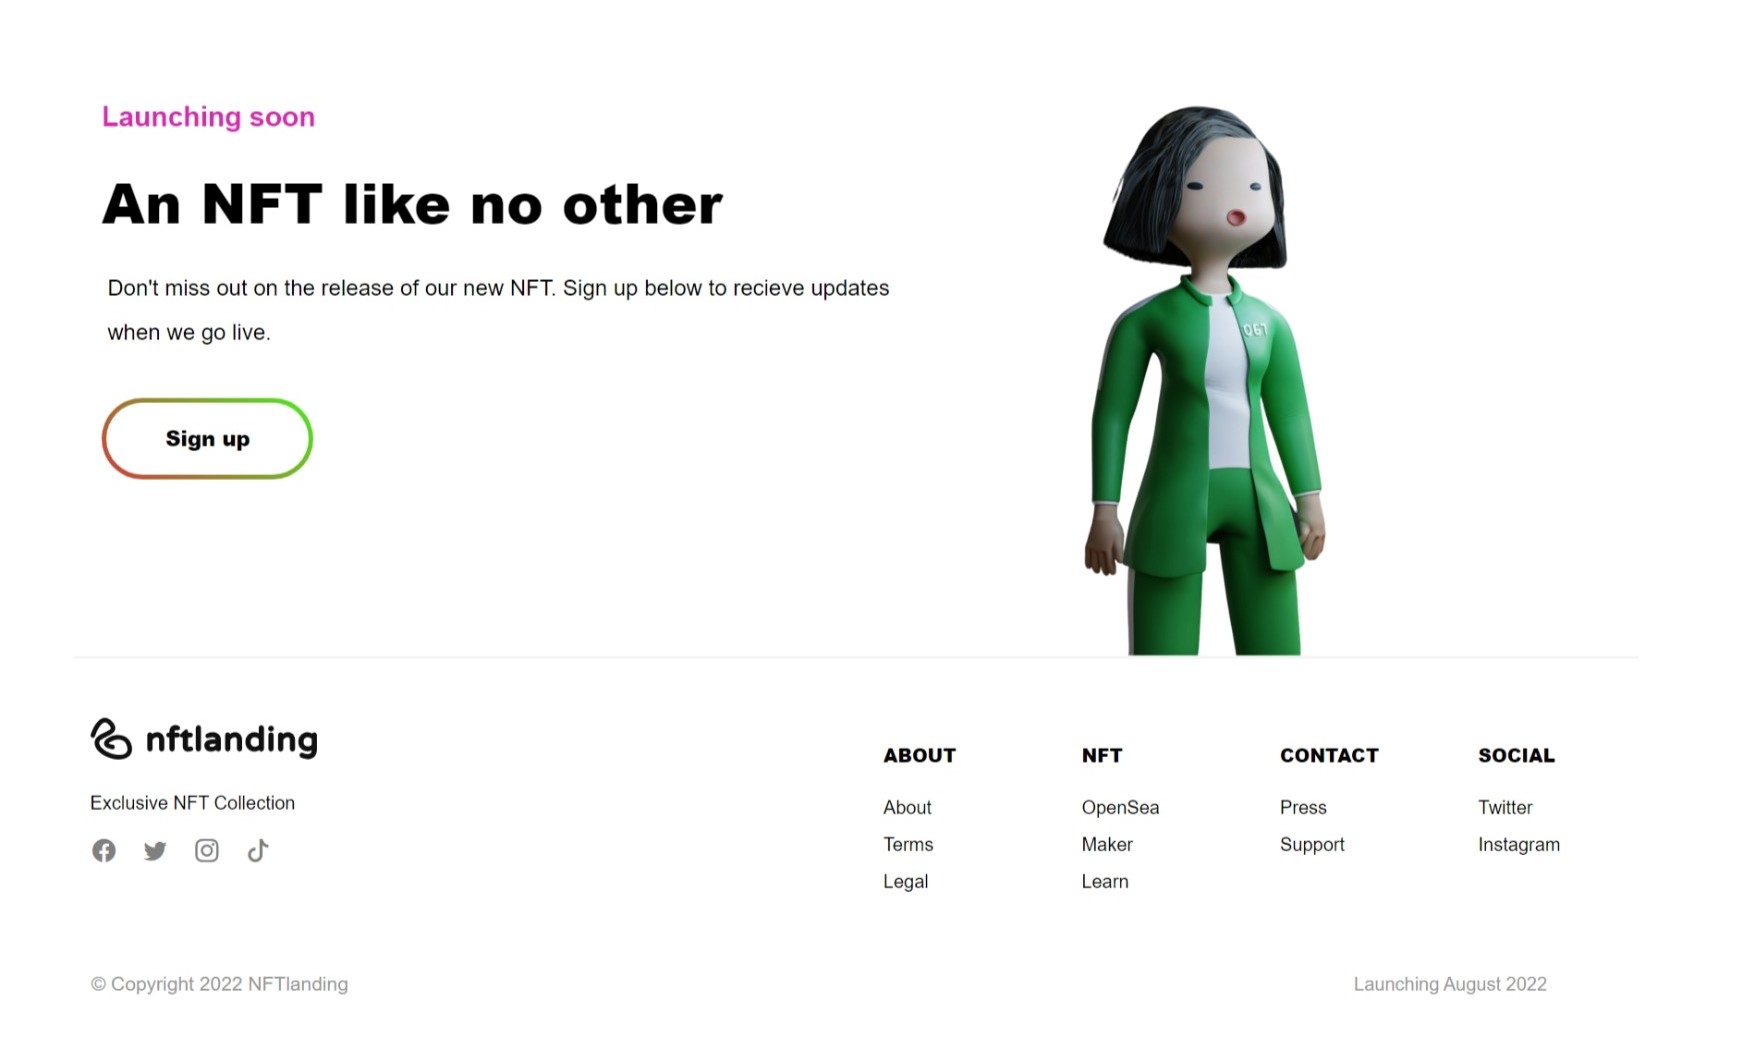 Launching soon
An NFT like no other
Don't miss out on the release of our new NFT. Sign up below to recieve updates
when we go live.
Sign up
067
nftlanding
Exclusive NFT Collection
ABOUT
About
Terms
Legal
NFT
OpenSea
Maker
Learn
CONTACT
Press
Support
SOCIAL
Twitter
Instagram
© Copyright 2022 NFTlanding
Launching August 2022